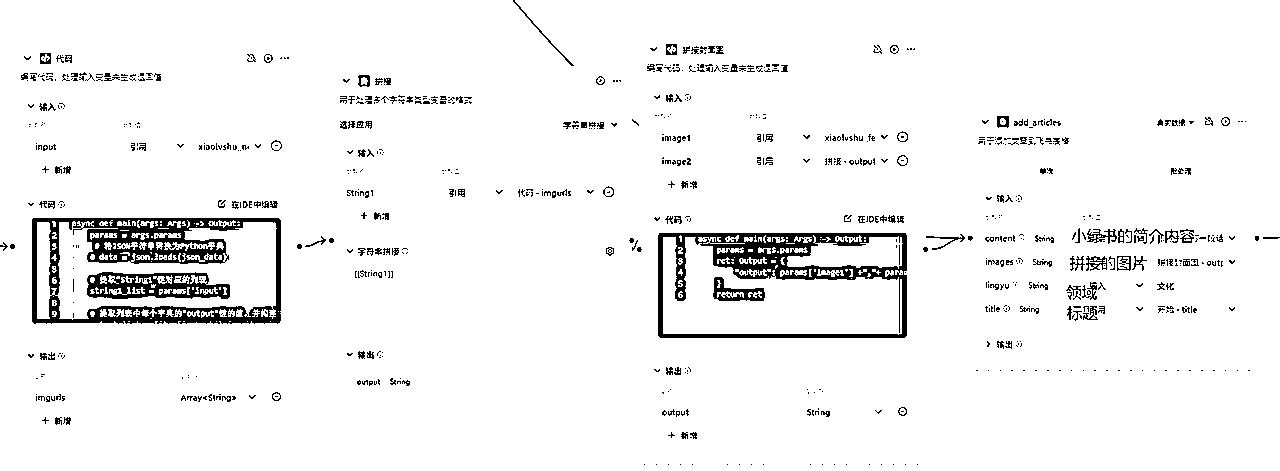 代码
编写代码，处理输入变量来生成返回值
输入
input 引用 xiaolvshu_n
新增
代码 在IDE中编辑
1 async def main(args: Args) -> Output:
2 params = args.params
3 # 将JSON字符串转换为Python字典
4 # data = json.loads(json_data)
5
6 # 提取"String1"键对应的列表
7 string1_list = params['input']
8
9 # 提取列表中每个字典的"output"键的值，并构建
输出
imgurls Array<String>
新增
拼接
用于处理多个字符串类型变量的格式
选择应用 字符串拼接
输入
String1 引用 代码 - imgurls
新增
字符串拼接
{{String1}}
输出
output String
拼接封面图
编写代码，处理输入变量来生成返回值
输入
image1 引用 xiaolvshu_fe
image2 引用 拼接 - output
新增
代码 在IDE中编辑
1 async def main(args: Args) -> Output:
2 params = args.params
3 ret: Output = {
4 "output": params['image1'] +","+ para
5 }
6 return ret
输出
output String
新增
add_articles 真实数据
用于添加文章到飞书表格
单次 批处理
输入
content String 小绿书的简介内容 段话
images String 拼接的图片 拼接封面图 - outp
lingyu String 领域 输入 文化
title String 标题 开始 - title
输出